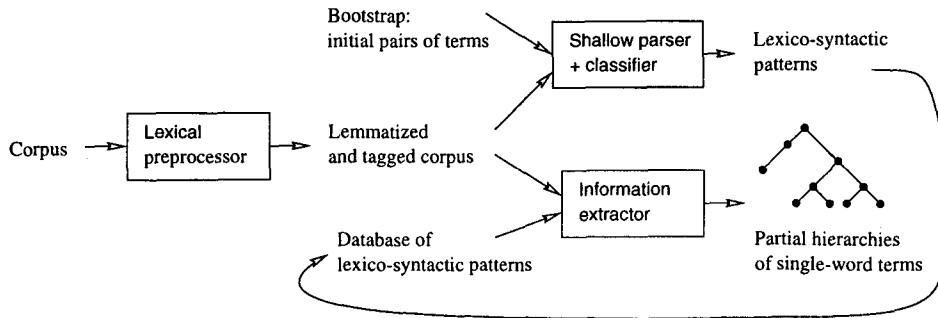 Bootstrap:
initial pairs of terms
Shallow parser
+ classifier
Lexico-syntactic
patterns
Corpus
Lexical
preprocessor
Lemmatized
and tagged corpus
Information
extractor
Database of
lexico-syntactic patterns
Partial hierarchies
of single-word terms